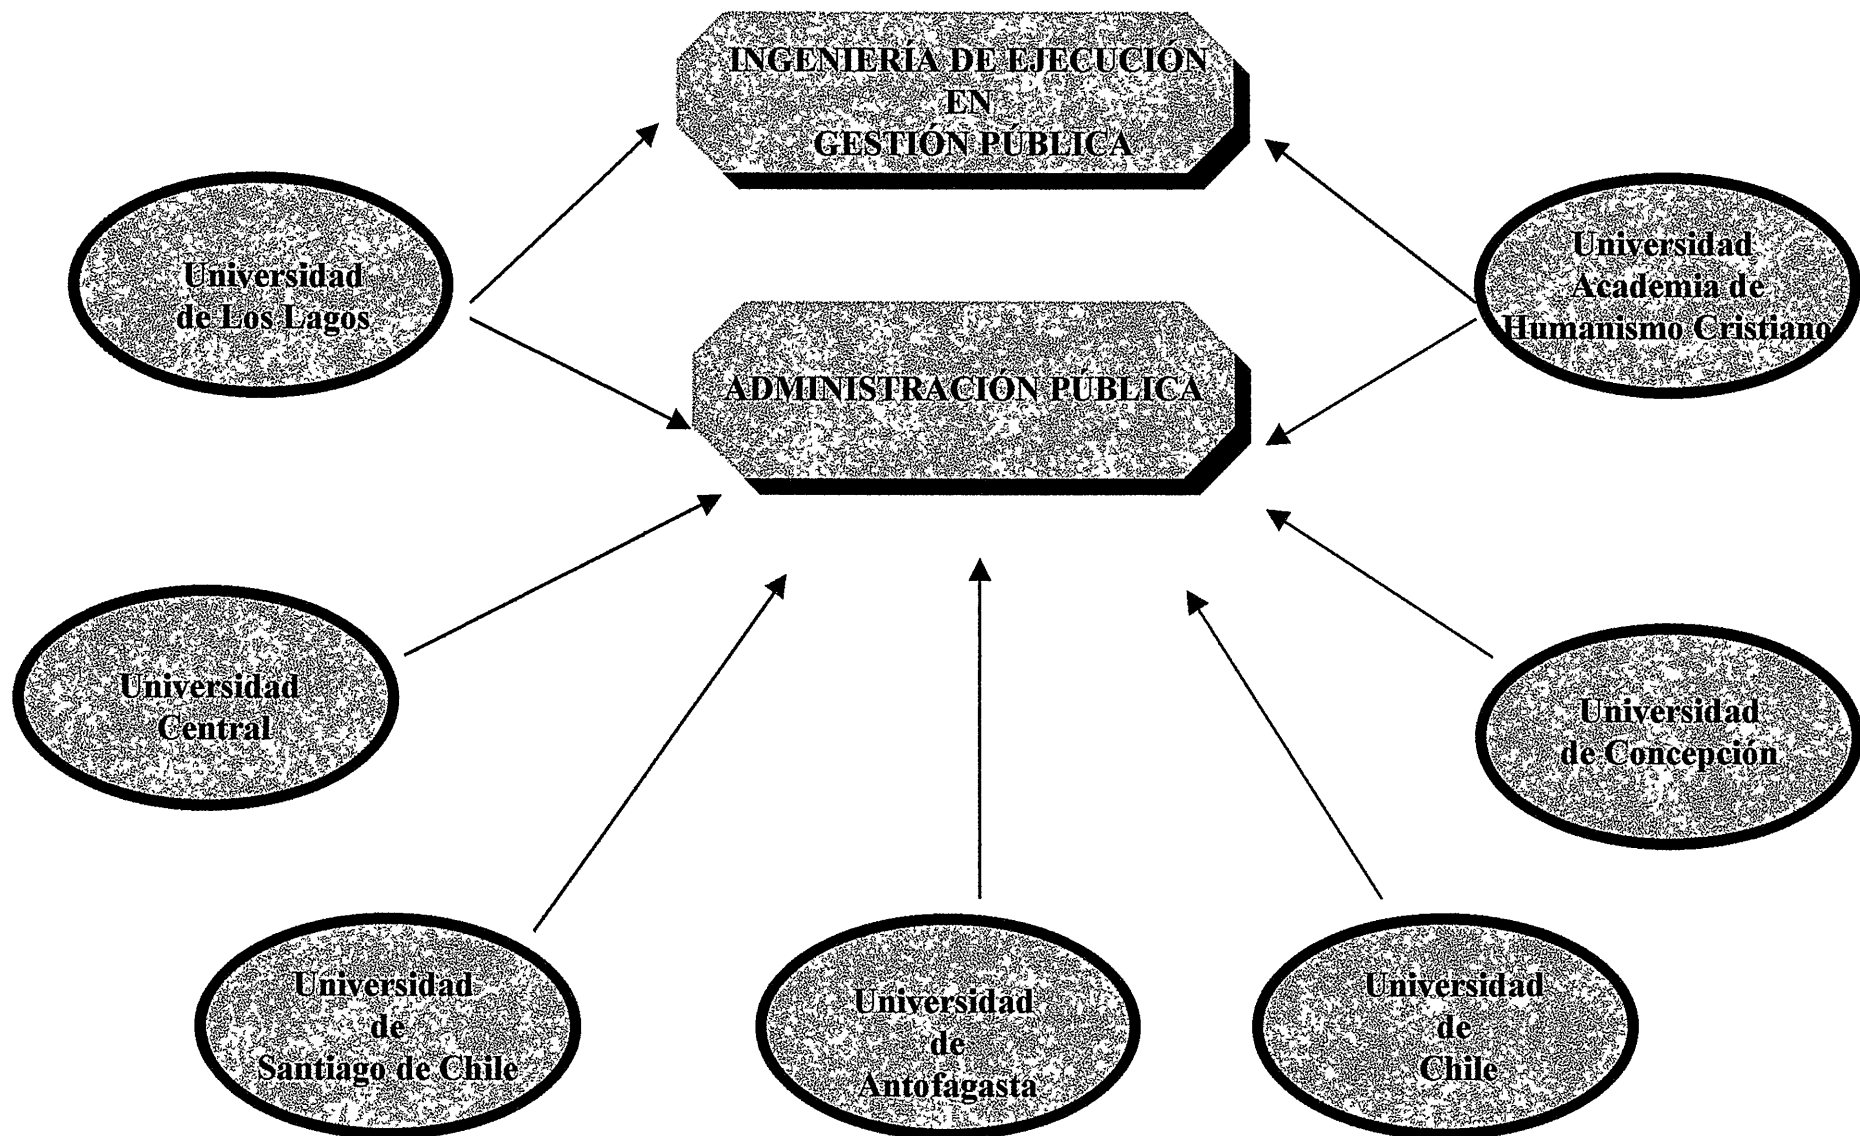 INGENIERÍA DE EJECUCIÓN
EN
GESTIÓN PÚBLICA
Universidad
de Los Lagos
Universidad
Academia de
Humanismo Cristiano
ADMINISTRACIÓN PÚBLICA
Universidad
Central
Universidad
de Concepción
Universidad
de
Santiago de Chile
Universidad
de
Antofagasta
Universidad
de
Chile